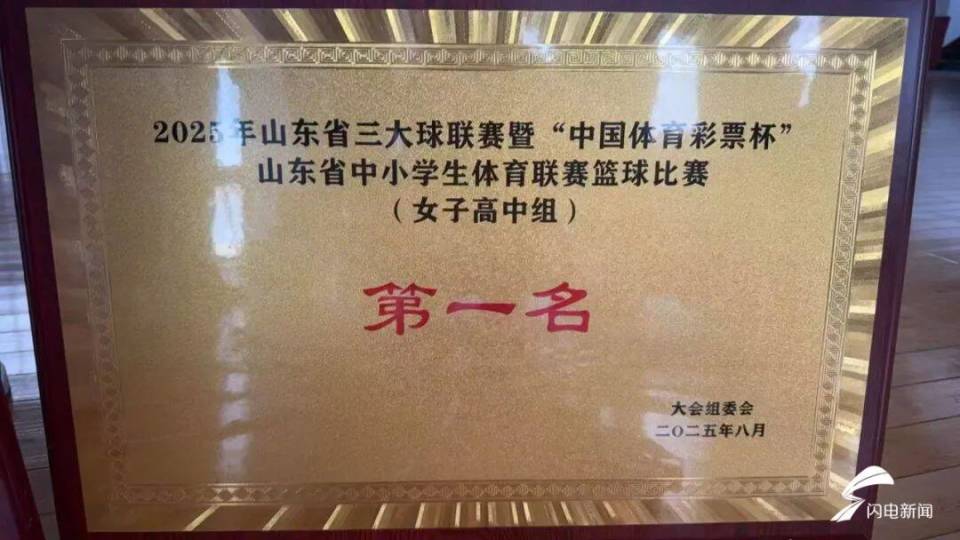 2025年山东省三大球联赛暨“中国体育彩票杯”
山东省中小学生体育联赛篮球比赛
（女子高中组）
第一名
大会组委会
二〇二五年八月
闪电新闻